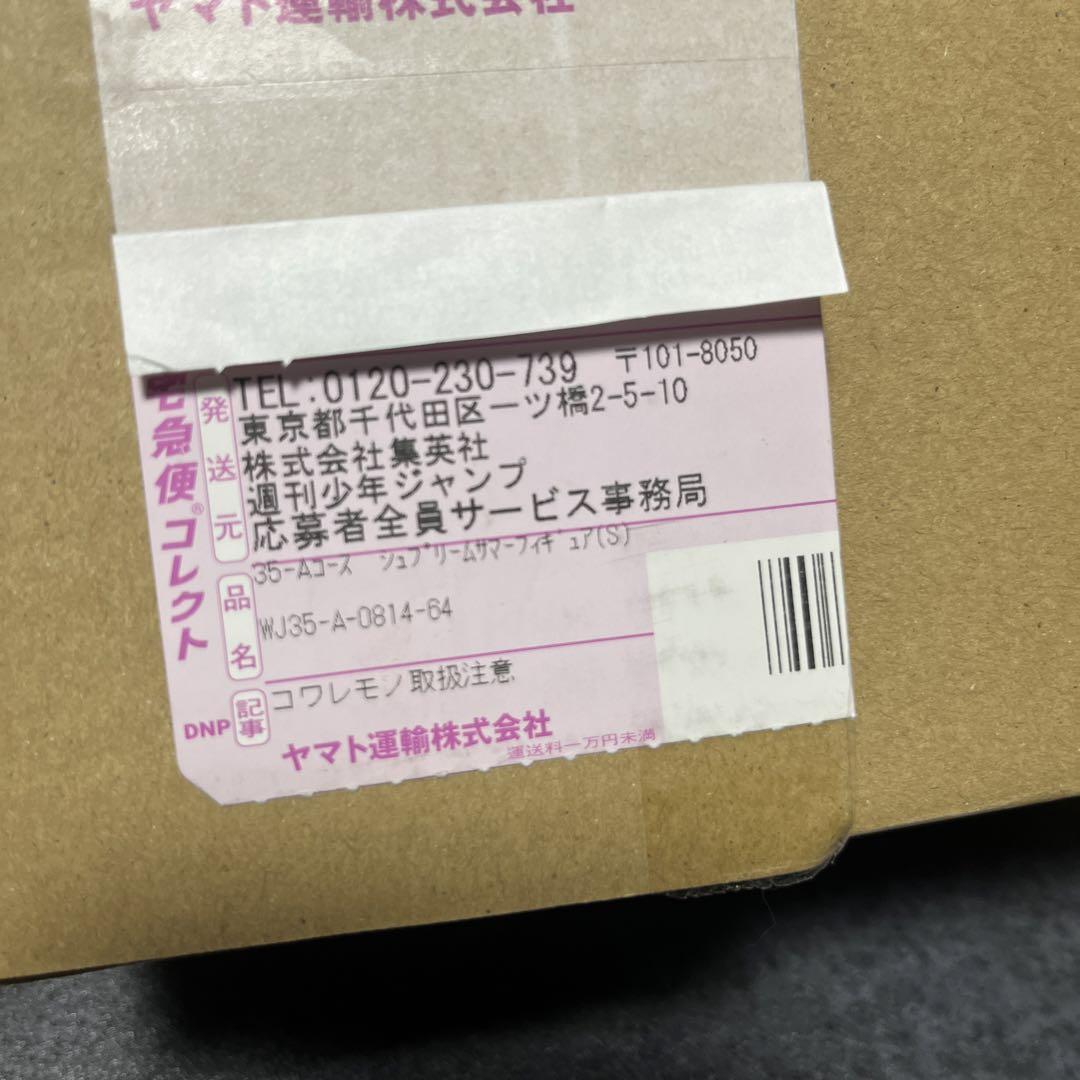 ヤマト運輸株式会社
宅急便®コレクト
発送元
TEL:0120-230-739 〒101-8050
東京都千代田区一ツ橋2-5-10
株式会社集英社
週刊少年ジャンプ
応募者全員サービス事務局
品名
35-Aコース シュプリームサマーフィギュア(S)
WJ35-A-0814-64
記事
コワレモノ取扱注意
DNP
ヤマト運輸株式会社
運送料一万円未満